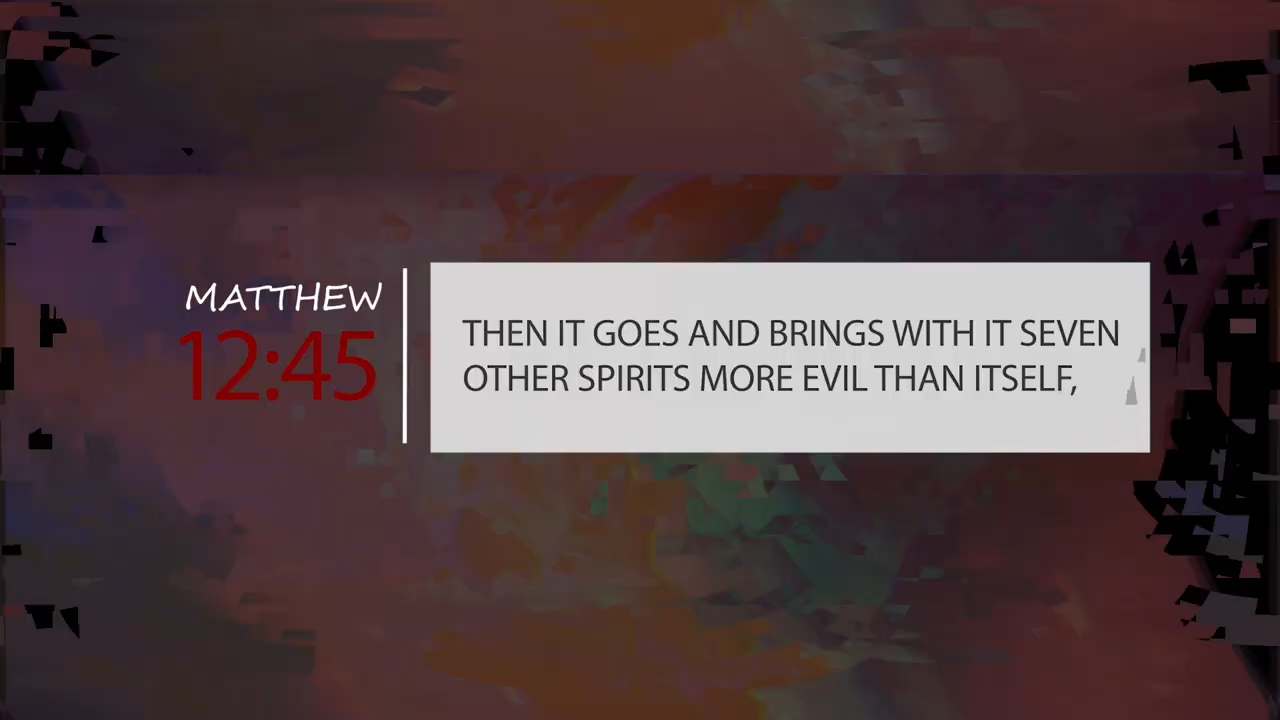 MATTHEW
12:45
THEN IT GOES AND BRINGS WITH IT SEVEN
OTHER SPIRITS MORE EVIL THAN ITSELF,